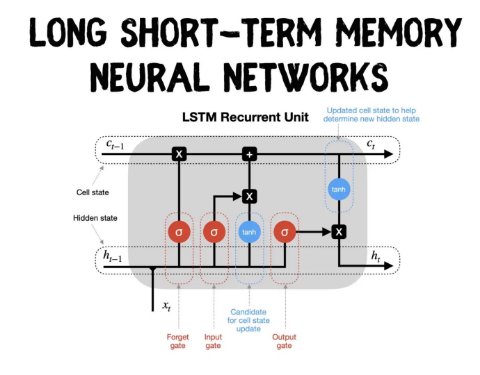 LONG SHORT-TERM MEMORY
NEURAL NETWORKS
LSTM Recurrent Unit
Updated cell state to help
determine new hidden state
c_{t-1}
X
+
c_t
Cell state
X
tanh
Hidden state
σ
σ
tanh
σ
X
h_{t-1}
h_t
x_t
Forget
gate
Input
gate
Candidate
for cell state
update
Output
gate